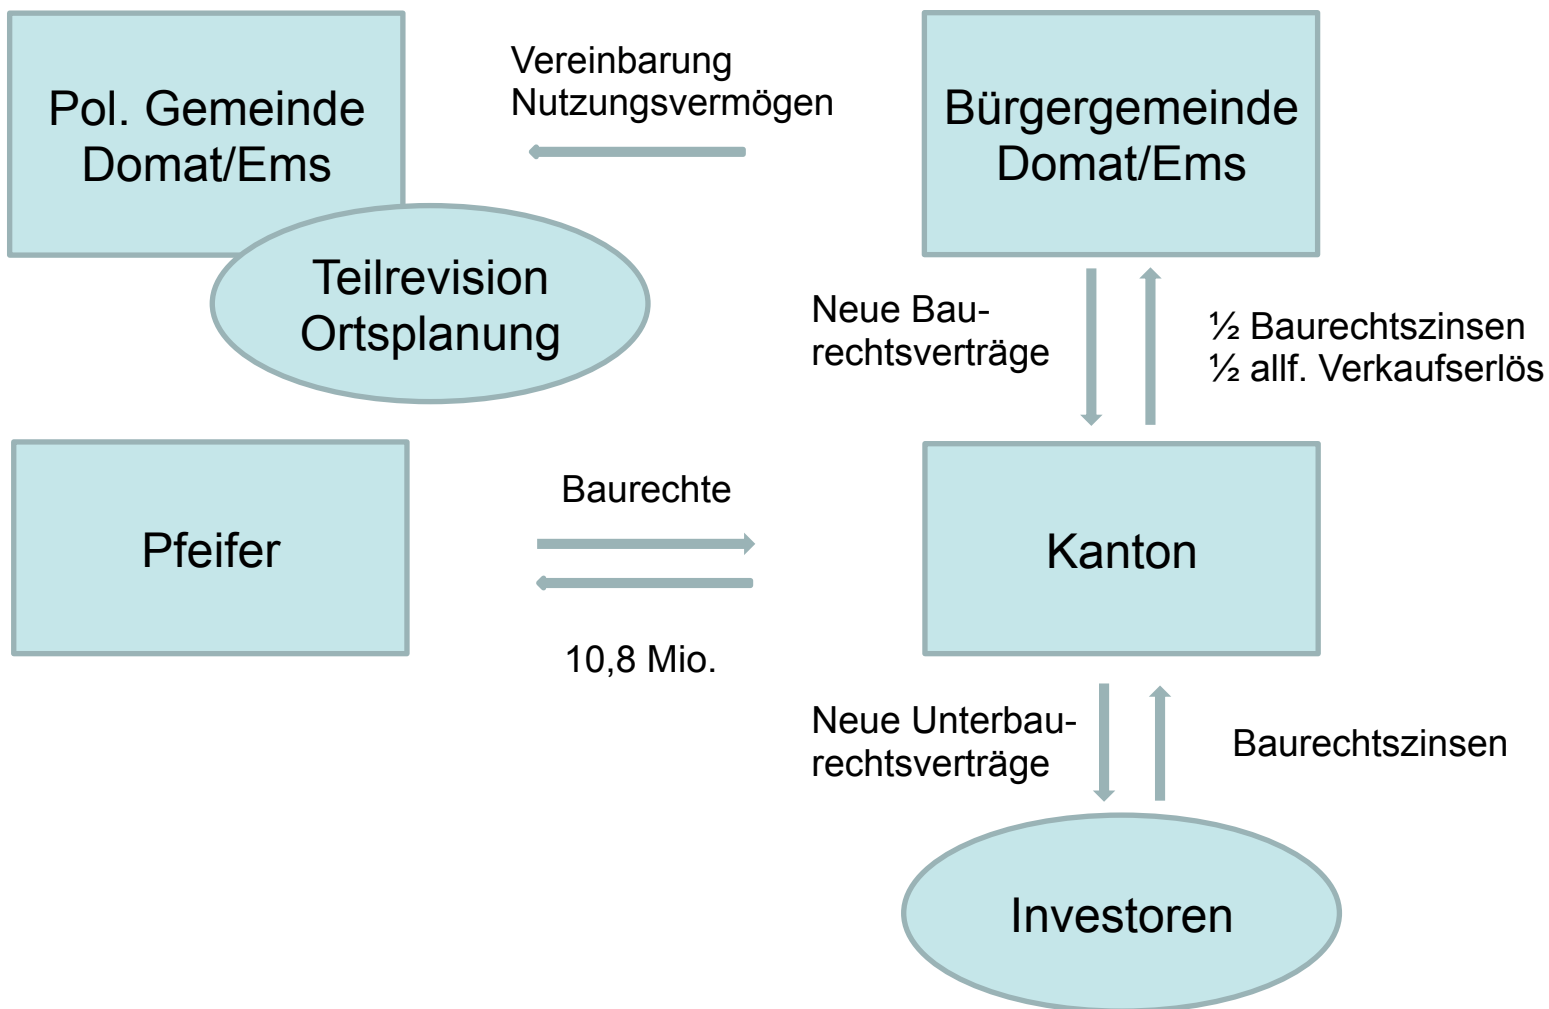 Pol. Gemeinde
Domat/Ems
Vereinbarung
Nutzungsvermögen
Bürgergemeinde
Domat/Ems
Teilrevision
Ortsplanung
Neue Bau-
rechtsverträge
½ Baurechtszinsen
½ allf. Verkaufserlös
Pfeifer
Baurechte
10,8 Mio.
Kanton
Neue Unterbau-
rechtsverträge
Baurechtszinsen
Investoren